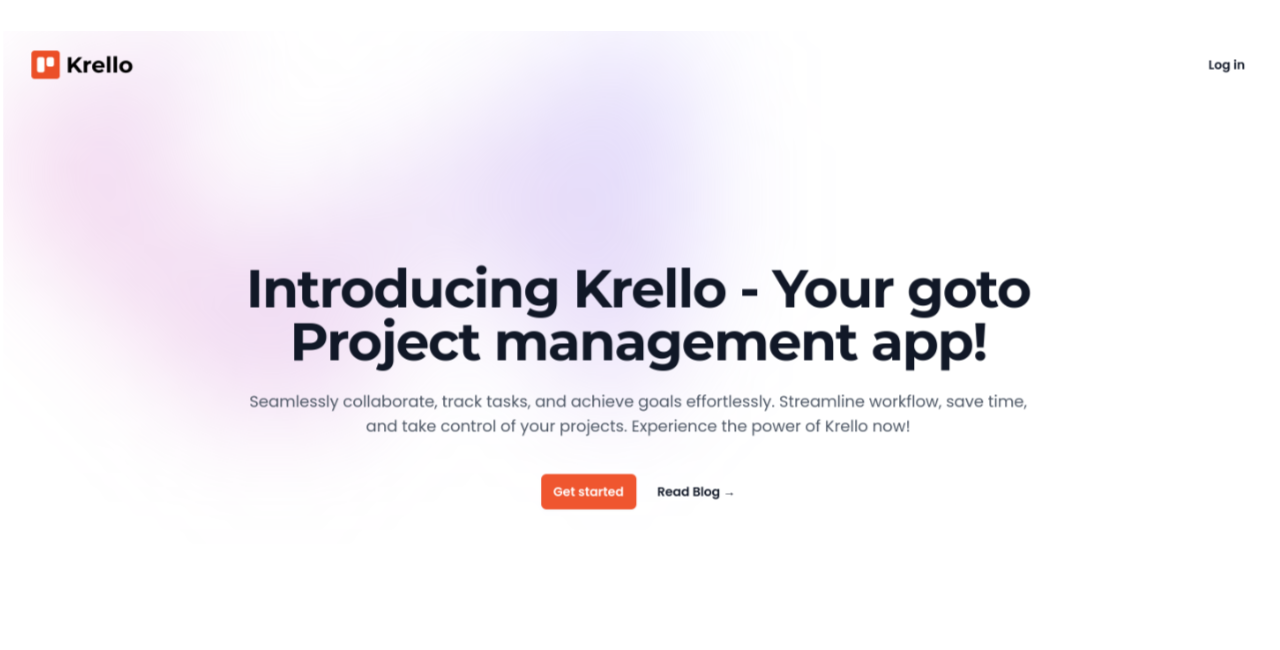 Krello
Log in
Introducing Krello - Your goto
Project management app!
Seamlessly collaborate, track tasks, and achieve goals effortlessly. Streamline workflow, save time,
and take control of your projects. Experience the power of Krello now!
Get started
Read Blog →